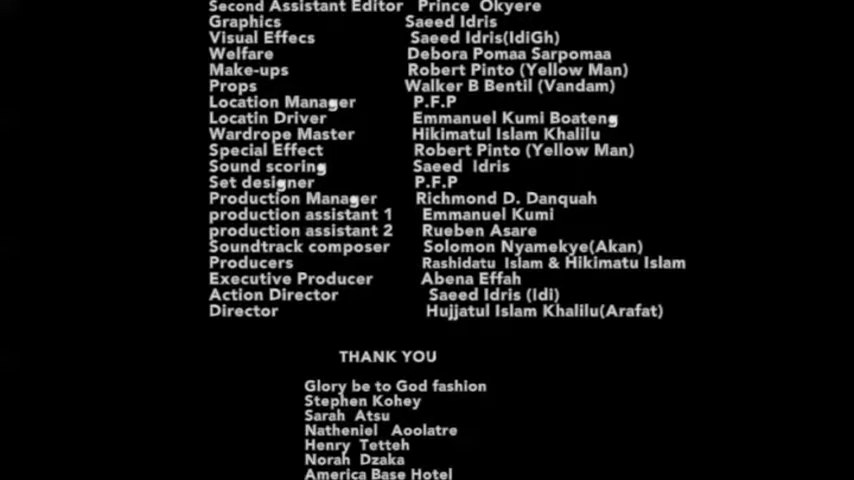 Second Assistant Editor Prince Okyere
Graphics Saeed Idris
Visual Effecs Saeed Idris(IdiGh)
Welfare Debora Pomaa Sarpomaa
Make-ups Robert Pinto (Yellow Man)
Props Walker B Bentil (Vandam)
Location Manager P.F.P
Locatin Driver Emmanuel Kumi Boateng
Wardrope Master Hikimatul Islam Khalilu
Special Effect Robert Pinto (Yellow Man)
Sound scoring Saeed Idris
Set designer P.F.P
Production Manager Richmond D. Danquah
production assistant 1 Emmanuel Kumi
production assistant 2 Rueben Asare
Soundtrack composer Solomon Nyamekye(Akan)
Producers Rashidatu Islam & Hikimatu Islam
Executive Producer Abena Effah
Action Director Saeed Idris (Idi)
Director Hujjatul Islam Khalilu(Arafat)
THANK YOU
Glory be to God fashion
Stephen Kohey
Sarah Atsu
Natheniel Aoolatre
Henry Tetteh
Norah Dzaka
America Base Hotel